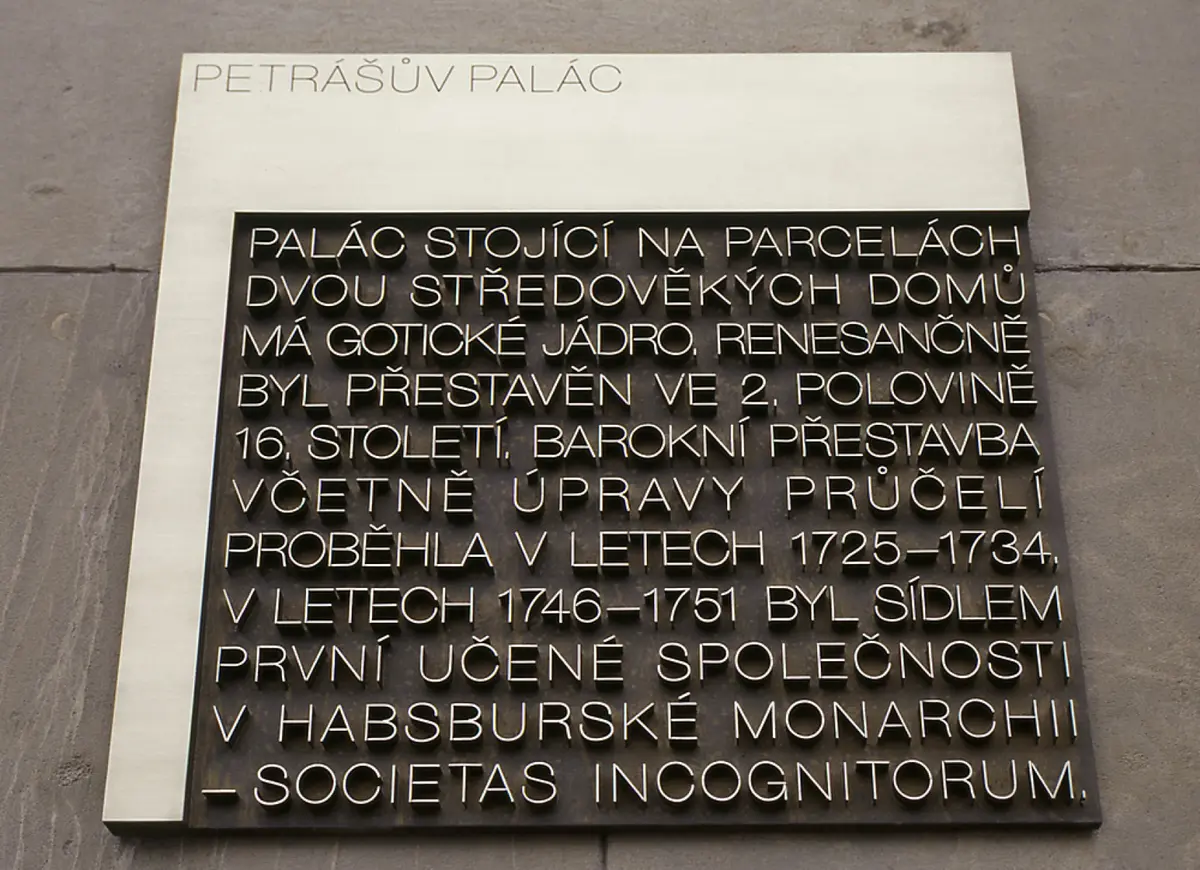 PETRÁŠŮV PALÁC
PALÁC STOJÍCÍ NA PARCELÁCH
DVOU STŘEDOVĚKÝCH DOMŮ
MÁ GOTICKÉ JÁDRO, RENESANČNĚ
BYL PŘESTAVĚN VE 2. POLOVINĚ
16. STOLETÍ. BAROKNÍ PŘESTAVBA
VČETNĚ ÚPRAVY PRŮČELÍ
PROBĚHLA V LETECH 1725–1734.
V LETECH 1746–1751 BYL SÍDLEM
PRVNÍ UČENÉ SPOLEČNOSTI
V HABSBURSKÉ MONARCHII
– SOCIETAS INCOGNITORUM.